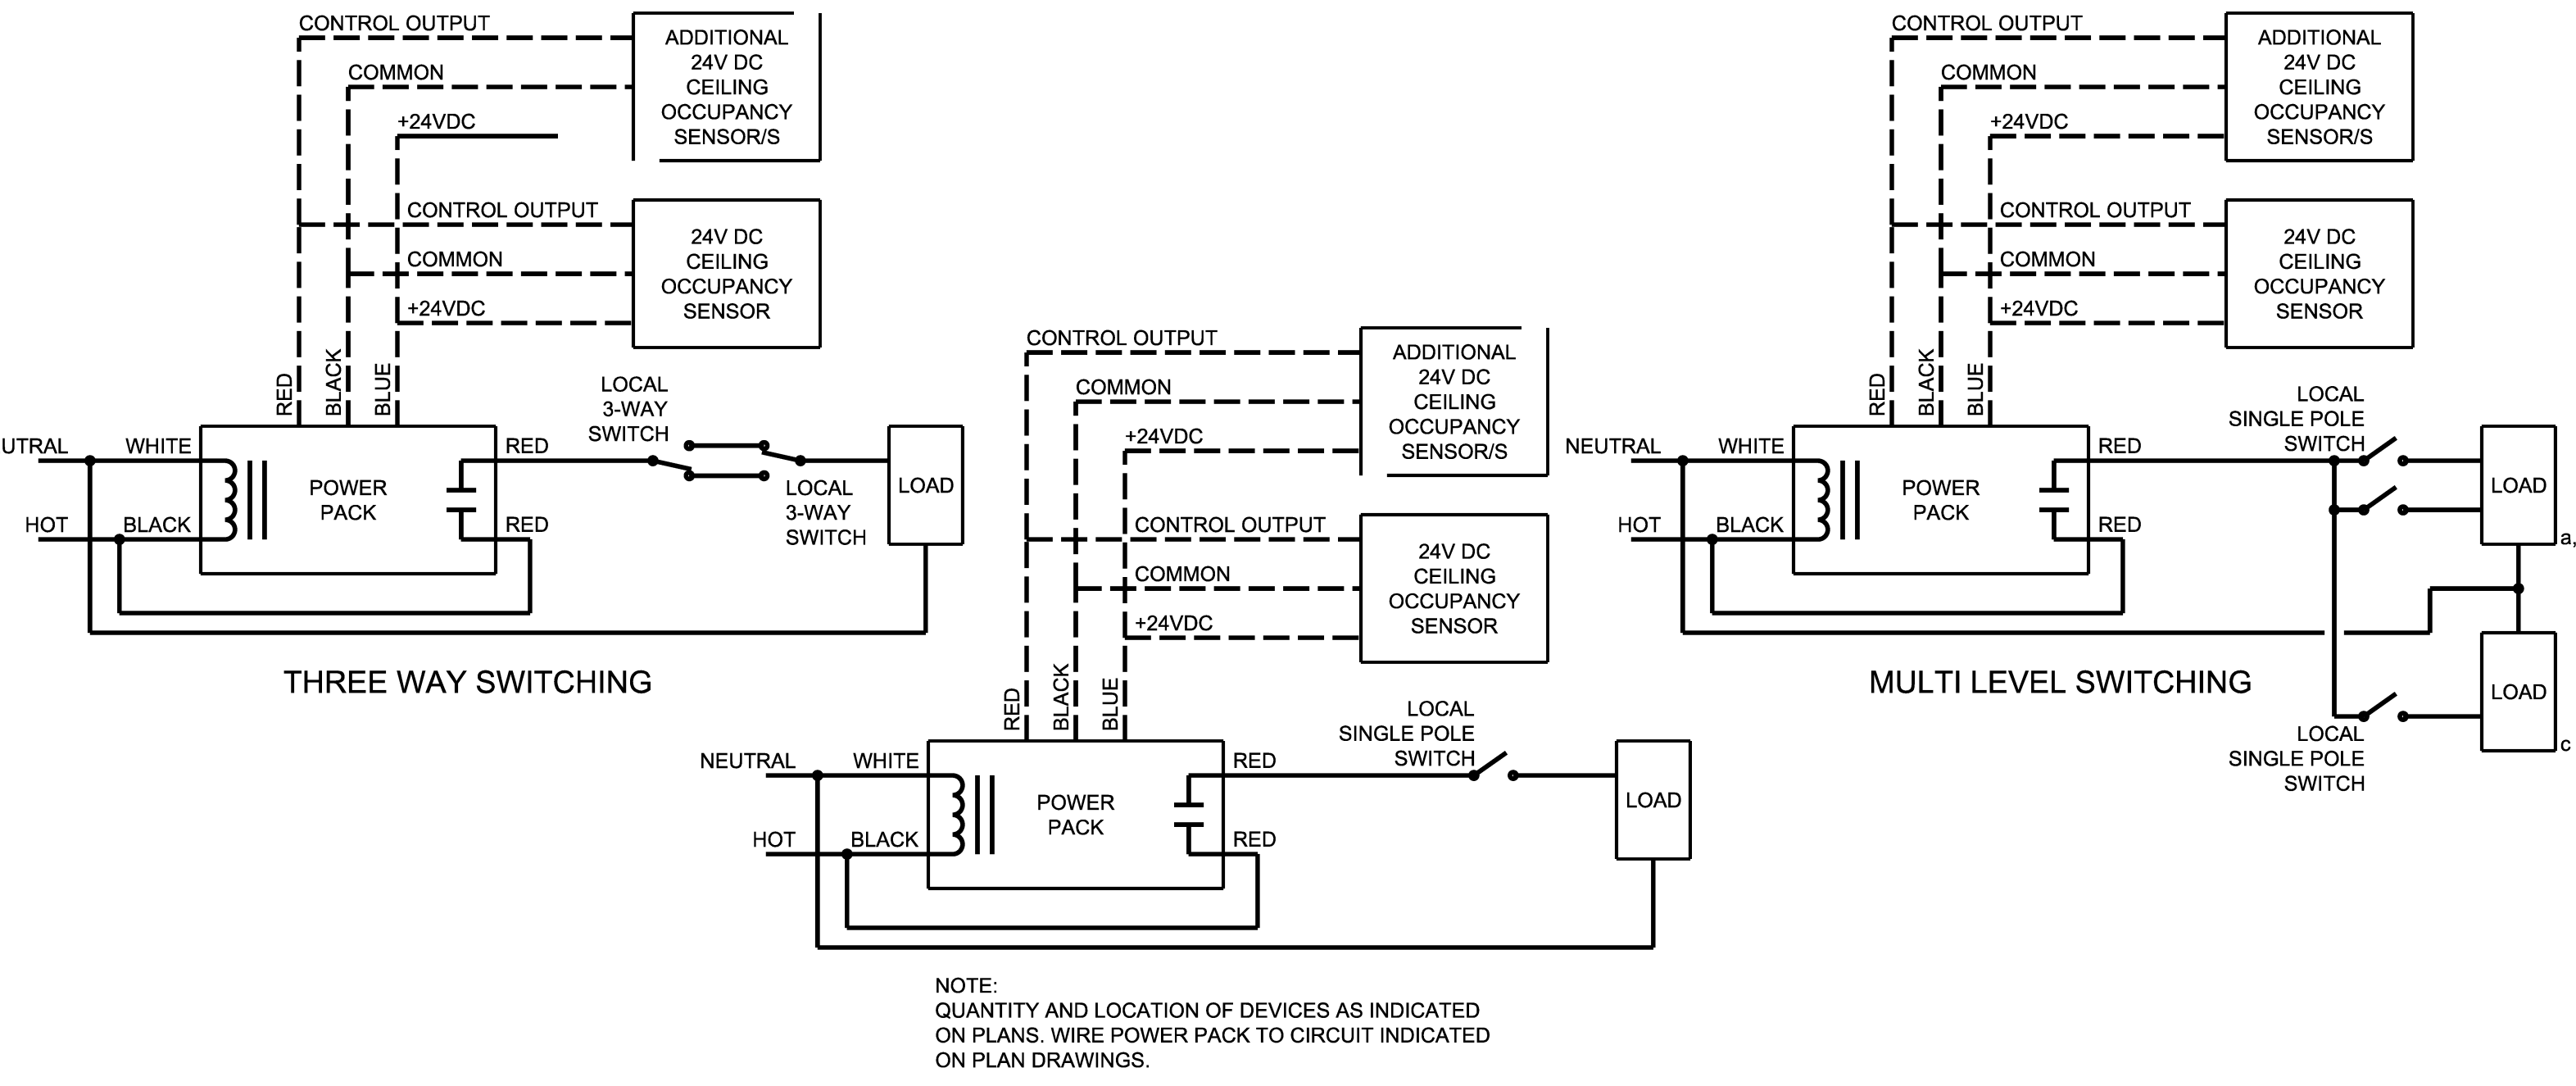 CONTROL OUTPUT
COMMON
+24VDC
ADDITIONAL
24V DC
CEILING
OCCUPANCY
SENSOR/S
CONTROL OUTPUT
COMMON
+24VDC
24V DC
CEILING
OCCUPANCY
SENSOR
RED
BLACK
BLUE
UTRAL
WHITE
HOT
BLACK
POWER
PACK
RED
RED
LOCAL
3-WAY
SWITCH
LOCAL
3-WAY
SWITCH
LOAD
THREE WAY SWITCHING
CONTROL OUTPUT
COMMON
+24VDC
ADDITIONAL
24V DC
CEILING
OCCUPANCY
SENSOR/S
CONTROL OUTPUT
COMMON
+24VDC
24V DC
CEILING
OCCUPANCY
SENSOR
RED
BLACK
BLUE
NEUTRAL
WHITE
HOT
BLACK
POWER
PACK
RED
RED
LOCAL
SINGLE POLE
SWITCH
LOAD
NOTE:
QUANTITY AND LOCATION OF DEVICES AS INDICATED
ON PLANS. WIRE POWER PACK TO CIRCUIT INDICATED
ON PLAN DRAWINGS.
CONTROL OUTPUT
COMMON
+24VDC
ADDITIONAL
24V DC
CEILING
OCCUPANCY
SENSOR/S
CONTROL OUTPUT
COMMON
+24VDC
24V DC
CEILING
OCCUPANCY
SENSOR
RED
BLACK
BLUE
NEUTRAL
WHITE
HOT
BLACK
POWER
PACK
RED
RED
LOCAL
SINGLE POLE
SWITCH
LOAD
a,
LOAD
c
LOCAL
SINGLE POLE
SWITCH
MULTI LEVEL SWITCHING